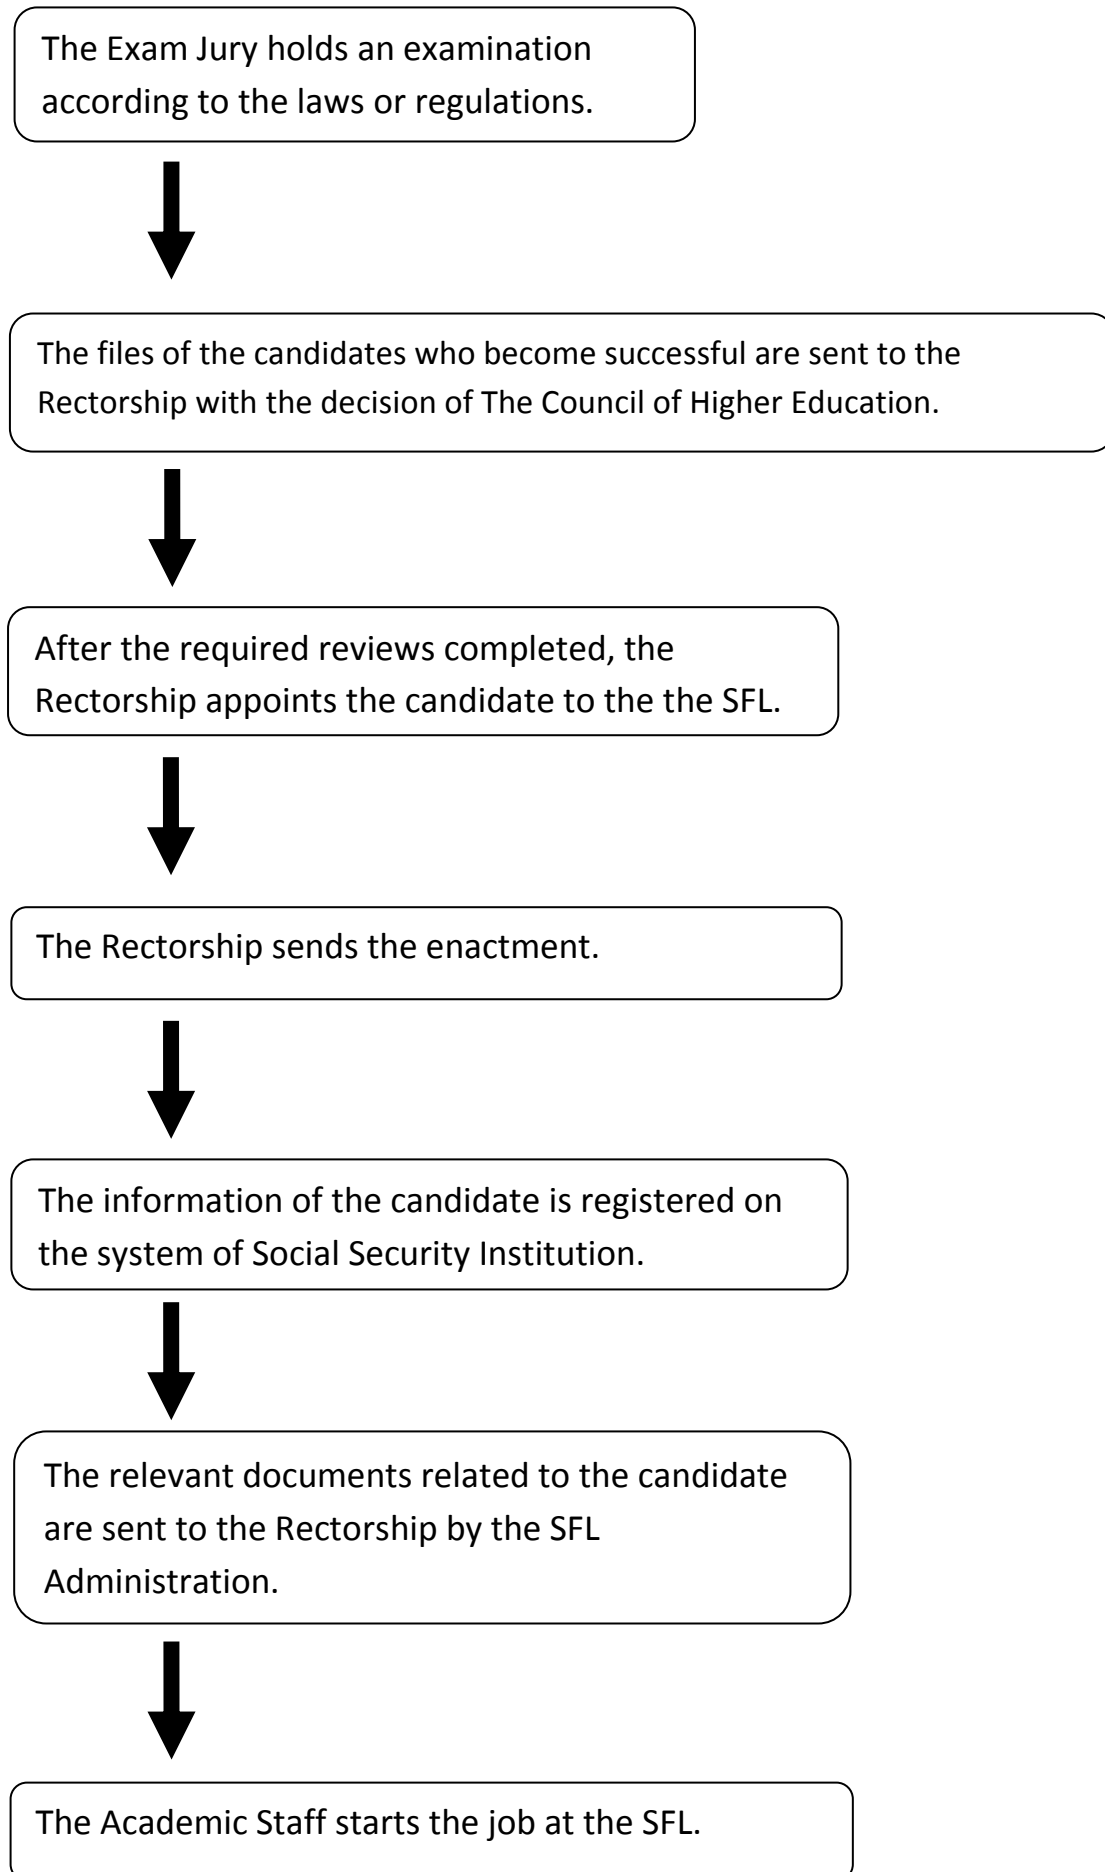 The Exam Jury holds an examination
according to the laws or regulations.
The files of the candidates who become successful are sent to the
Rectorship with the decision of The Council of Higher Education.
After the required reviews completed, the
Rectorship appoints the candidate to the the SFL.
The Rectorship sends the enactment.
The information of the candidate is registered on
the system of Social Security Institution.
The relevant documents related to the candidate
are sent to the Rectorship by the SFL
Administration.
The Academic Staff starts the job at the SFL.